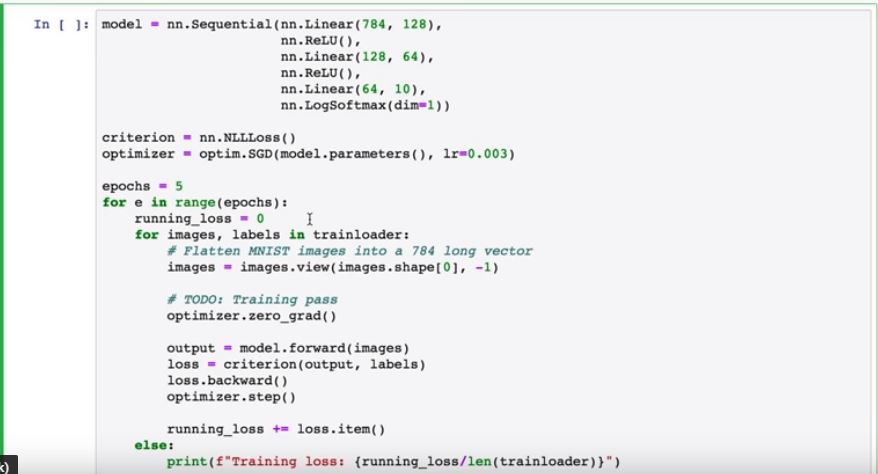 In [ ]: model = nn.Sequential(nn.Linear(784, 128),
                      nn.ReLU(),
                      nn.Linear(128, 64),
                      nn.ReLU(),
                      nn.Linear(64, 10),
                      nn.LogSoftmax(dim=1))

criterion = nn.NLLLoss()
optimizer = optim.SGD(model.parameters(), lr=0.003)

epochs = 5
for e in range(epochs):
    running_loss = 0
    for images, labels in trainloader:
        # Flatten MNIST images into a 784 long vector
        images = images.view(images.shape[0], -1)

        # TODO: Training pass
        optimizer.zero_grad()

        output = model.forward(images)
        loss = criterion(output, labels)
        loss.backward()
        optimizer.step()

        running_loss += loss.item()
    else:
        print(f"Training loss: {running_loss/len(trainloader)}")